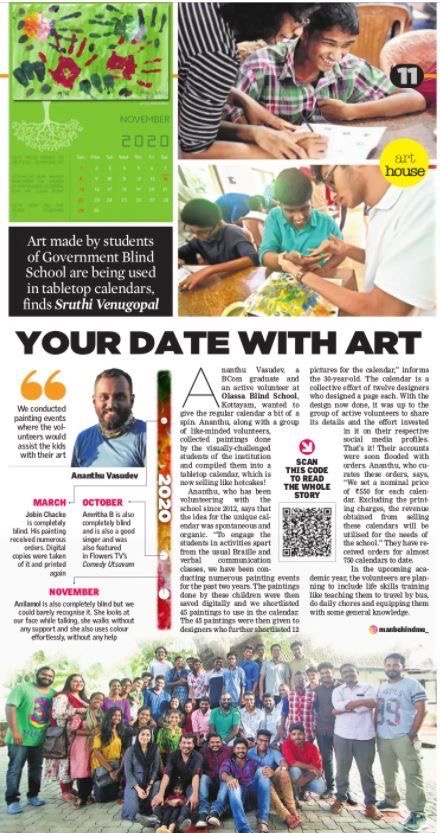 NOVEMBER
2020
11
art
house
Art made by students
of Government Blind
School are being used
in tabletop calendars,
finds Sruthi Venugopal
YOUR DATE WITH ART
We conducted
painting events
where the vol-
unteers would
assist the kids
with their art
Ananthu Vasudev
MARCH
Jobin Chacko
is completely
blind. His painting
received numerous
orders. Digital
copies were taken
of it and printed
again
OCTOBER
Amritha B is also
completely blind
and is also a good
singer and was
also featured
in Flowers TV's
Comedy Utsavam
NOVEMBER
Anilamol is also completely blind but we
could barely recognise it. She looks at
our face while talking, she walks without
any support and she also uses colour
effortlessly, without any help
2020
Ananthu Vasudev, a
BCom graduate and
an active volunteer at
Olassa Blind School,
Kottayam, wanted to
give the regular calendar a bit of a
spin. Ananthu, along with a group
of like-minded volunteers,
collected paintings done
by the visually-challenged
students of the institution
and compiled them into a
tabletop calendar, which is
now selling like hotcakes!
Ananthu, who has been
volunteering with the
school since 2012, says that
the idea for the unique cal-
endar was spontaneous and
organic. "To engage the
students in activities apart
from the usual Braille and
verbal communication
classes, we have been con-
ducting numerous painting events
for the past two years. The paintings
done by these children were then
saved digitally and we shortlisted
45 paintings to use in the calendar.
The 45 paintings were then given to
designers who further shortlisted 12
pictures for the calendar," informs
the 30-year-old. The calendar is a
collective effort of twelve designers
who designed a page each. With the
design now done, it was up to the
group of active volunteers to share
its details and the effort invested
in it on their respective
social media profiles.
That's it! Their accounts
were soon flooded with
orders. Ananthu, who cu-
rates these orders, says,
"We set a nominal price
of ₹250 for each calen-
dar. Excluding the print-
ing charges, the revenue
obtained from selling
these calendars will be
utilised for the needs of
the school." They have re-
ceived orders for almost
750 calendars to date.
In the upcoming aca-
demic year, the volunteers are plan-
ning to include life skills training
like teaching them to travel by bus,
do daily chores and equipping them
with some general knowledge.
SCAN
THIS CODE
TO READ
THE WHOLE
STORY
manbehindme_